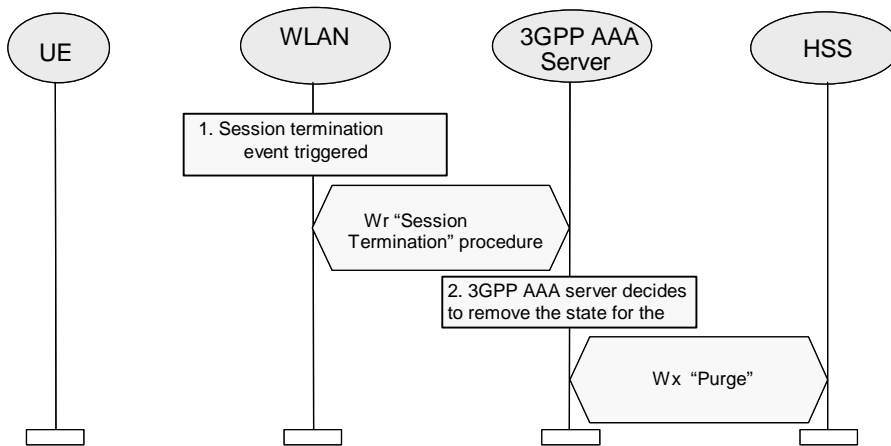 UE
WLAN
3GPP AAA
Server
HSS
1. Session termination
event triggered
Wr “Session
Termination” procedure
2. 3GPP AAA server decides
to remove the state for the
Wx “Purge”